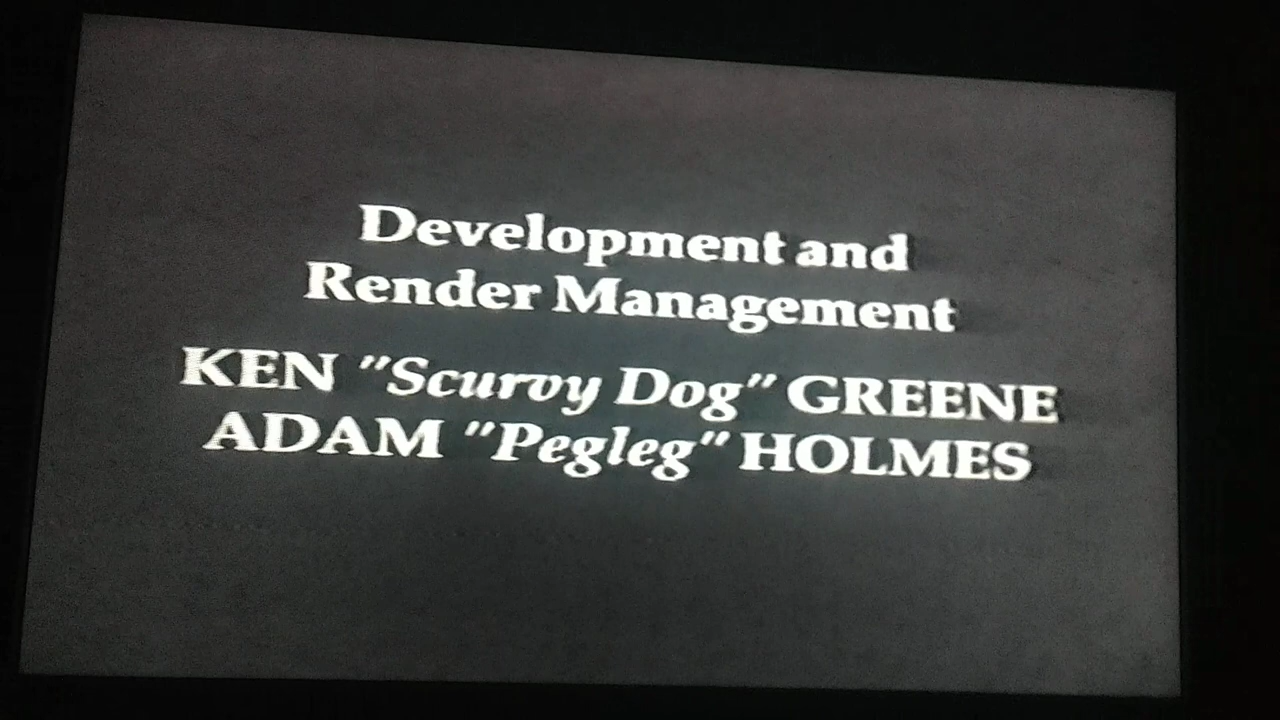 Development and
Render Management
KEN "Scurvy Dog" GREENE
ADAM "Pegleg" HOLMES